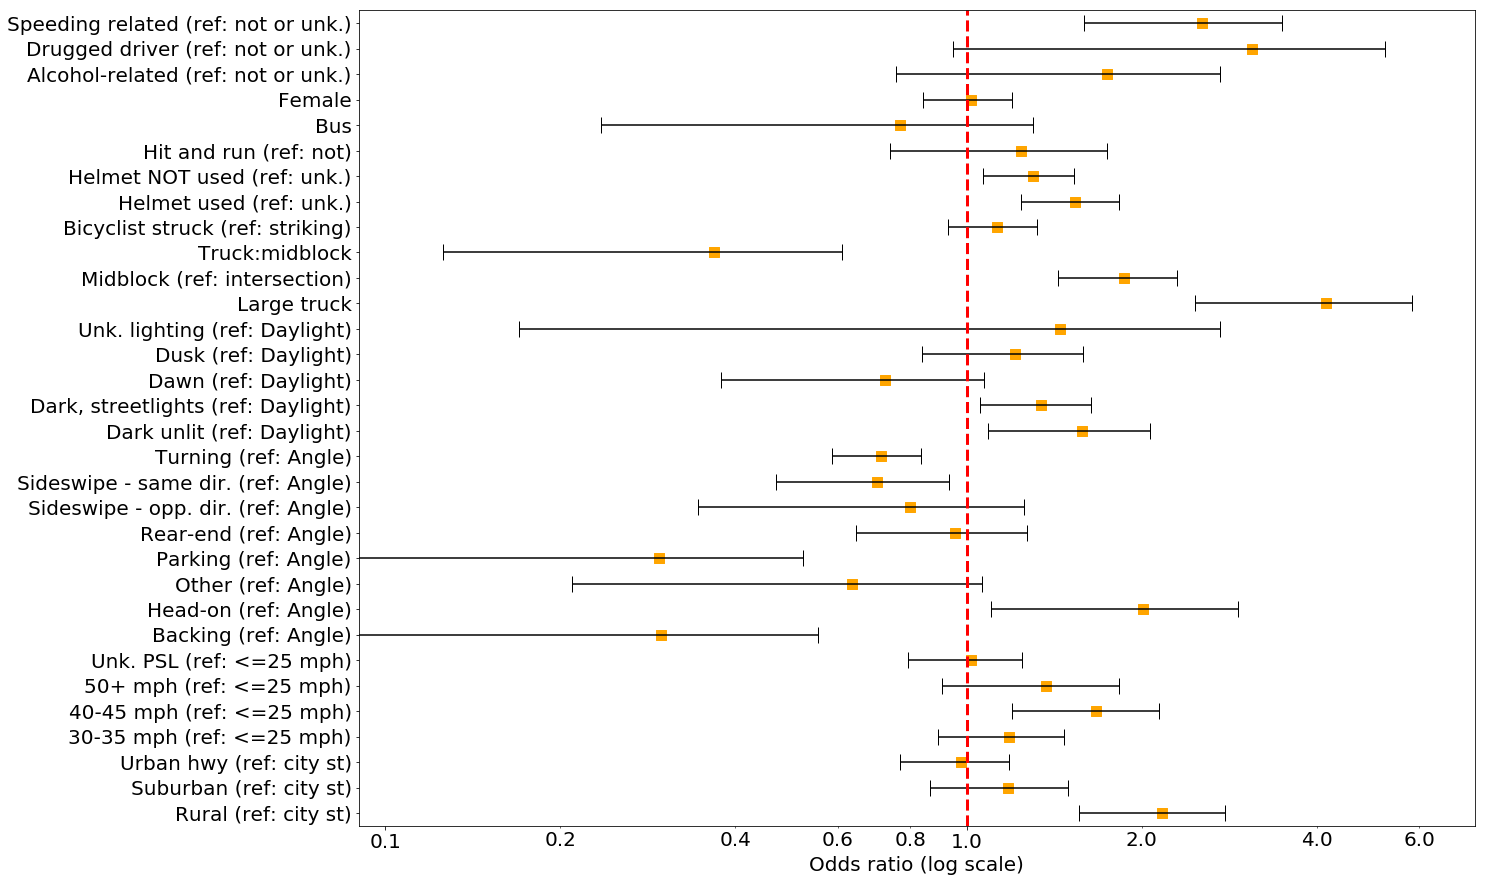 Speeding related (ref: not or unk.)
Drugged driver (ref: not or unk.)
Alcohol-related (ref: not or unk.)
Female
Bus
Hit and run (ref: not)
Helmet NOT used (ref: unk.)
Helmet used (ref: unk.)
Bicyclist struck (ref: striking)
Truck:midblock
Midblock (ref: intersection)
Large truck
Unk. lighting (ref: Daylight)
Dusk (ref: Daylight)
Dawn (ref: Daylight)
Dark, streetlights (ref: Daylight)
Dark unlit (ref: Daylight)
Turning (ref: Angle)
Sideswipe - same dir. (ref: Angle)
Sideswipe - opp. dir. (ref: Angle)
Rear-end (ref: Angle)
Parking (ref: Angle)
Other (ref: Angle)
Head-on (ref: Angle)
Backing (ref: Angle)
Unk. PSL (ref: <=25 mph)
50+ mph (ref: <=25 mph)
40-45 mph (ref: <=25 mph)
30-35 mph (ref: <=25 mph)
Urban hwy (ref: city st)
Suburban (ref: city st)
Rural (ref: city st)
0.1 0.2 0.4 0.6 0.8 1.0 2.0 4.0 6.0
Odds ratio (log scale)